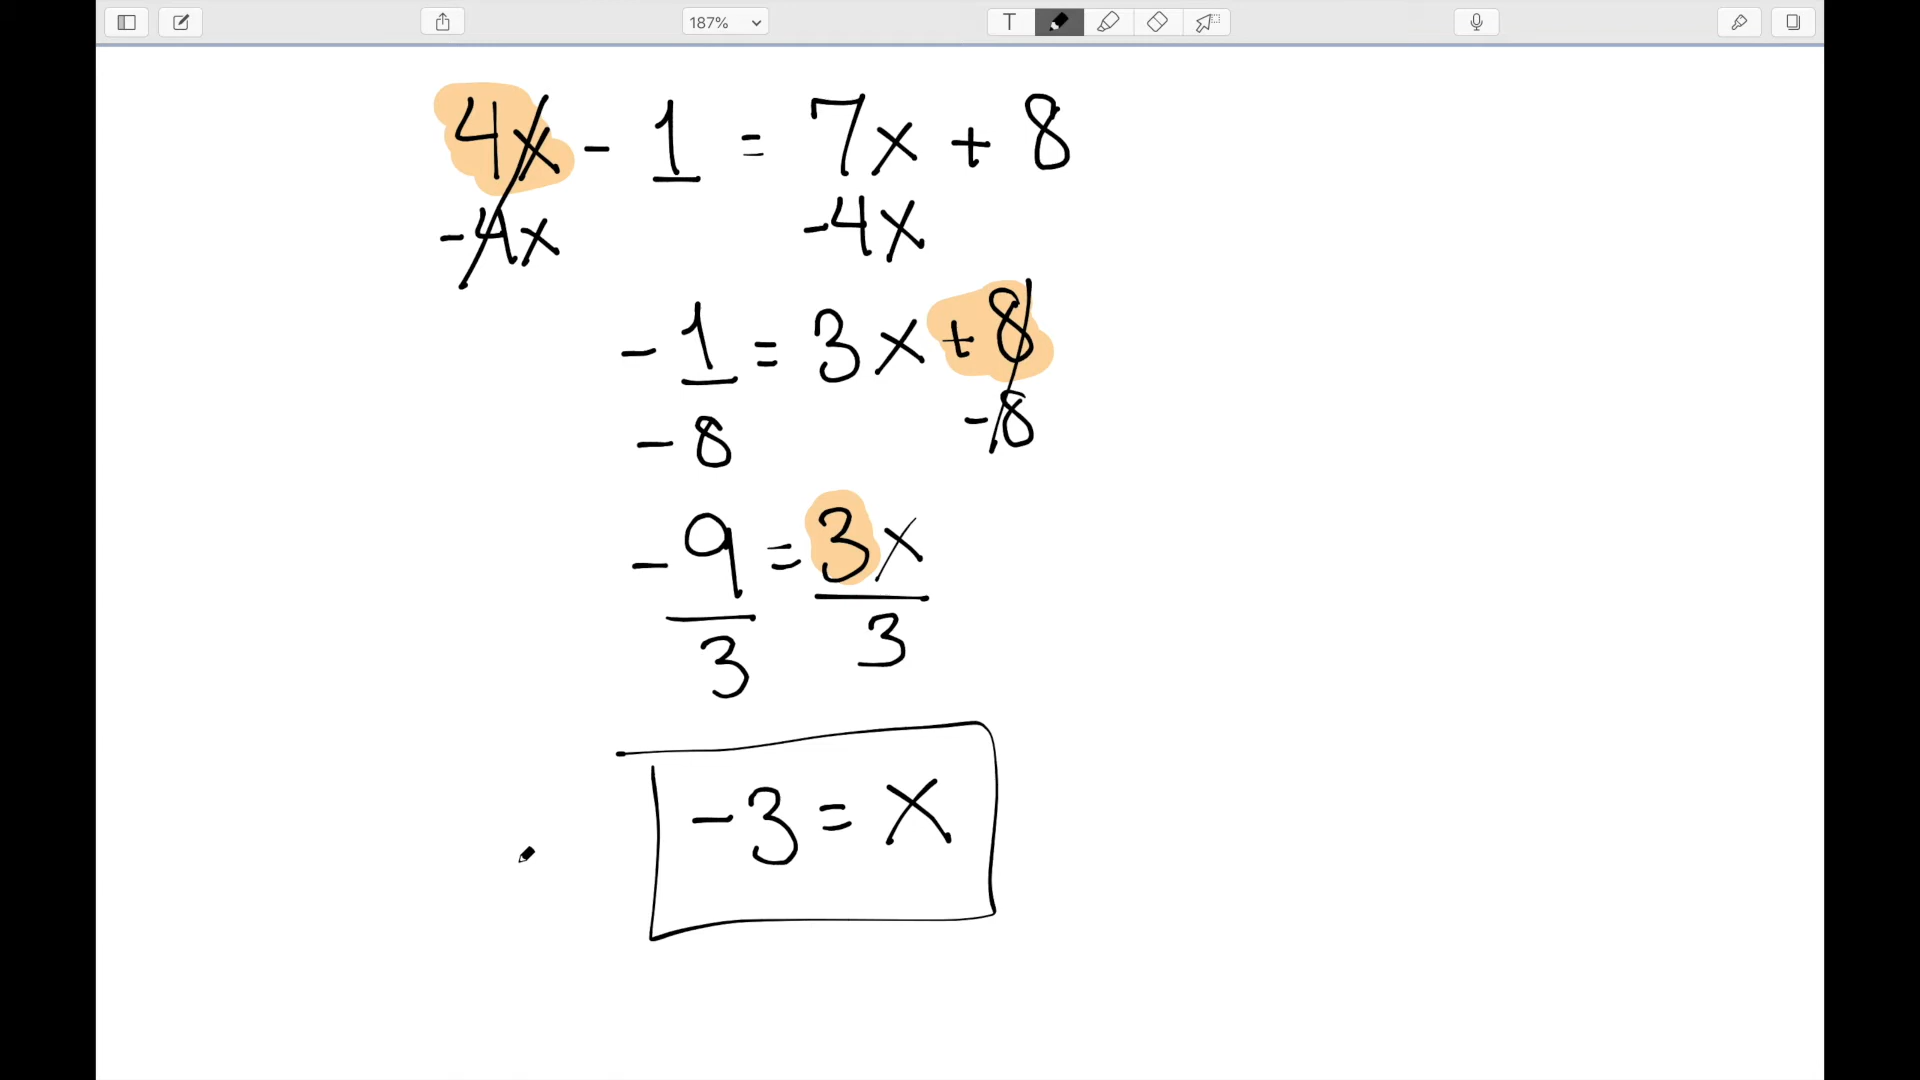 187%
T
4x - 1 = 7x + 8
-4x -4x
-1 = 3x + 8
-8 -8
-9 = 3x
3 3
-3 = x